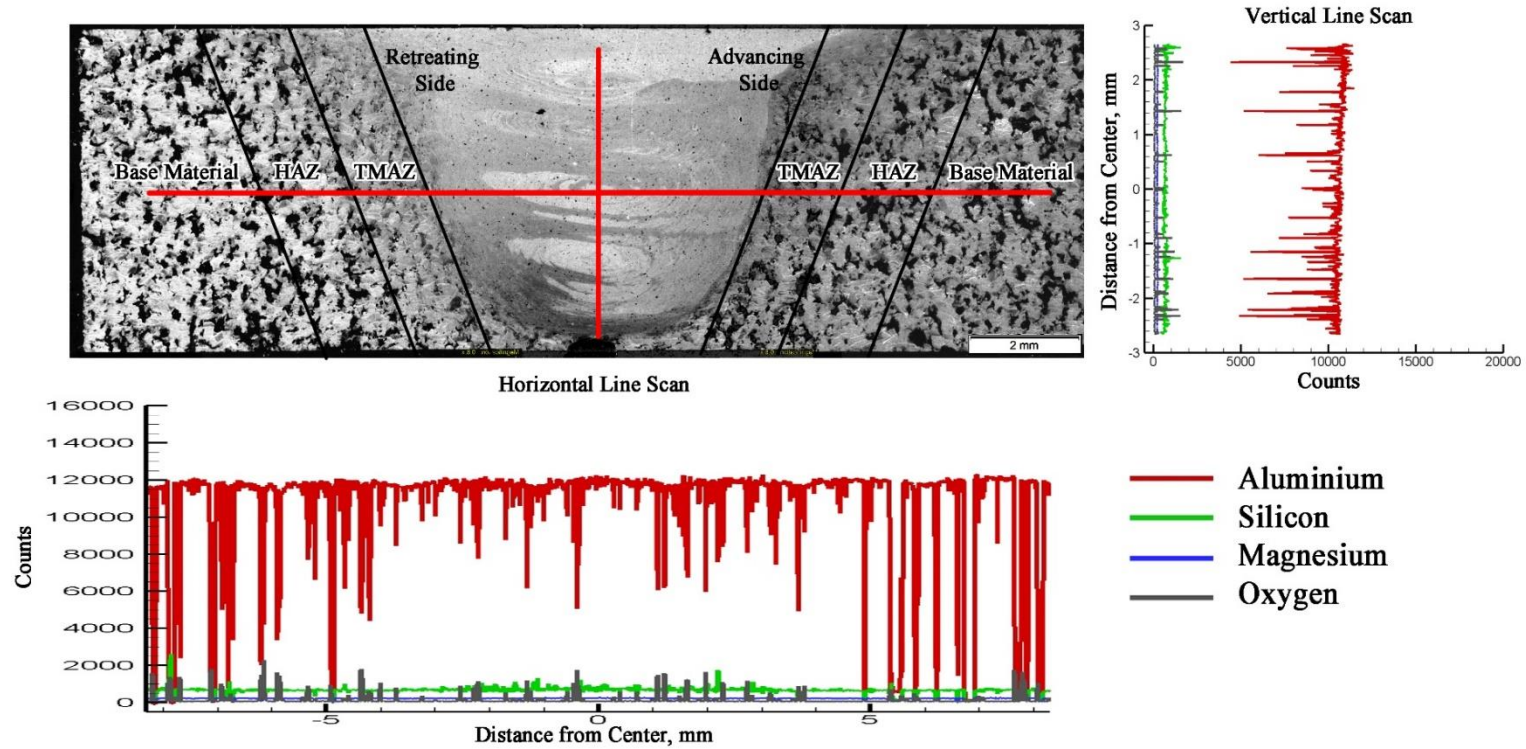 Vertical Line Scan
Retreating
Side
Advancing
Side
Base Material
HAZ
TMAZ
TMAZ
HAZ
Base Material
2 mm
3
2
1
0
-1
-2
-3
Distance from Center, mm
0
5000
10000
15000
20000
Counts
Horizontal Line Scan
16000
14000
12000
10000
8000
6000
4000
2000
0
Counts
-5
0
5
Distance from Center, mm
Aluminium
Silicon
Magnesium
Oxygen